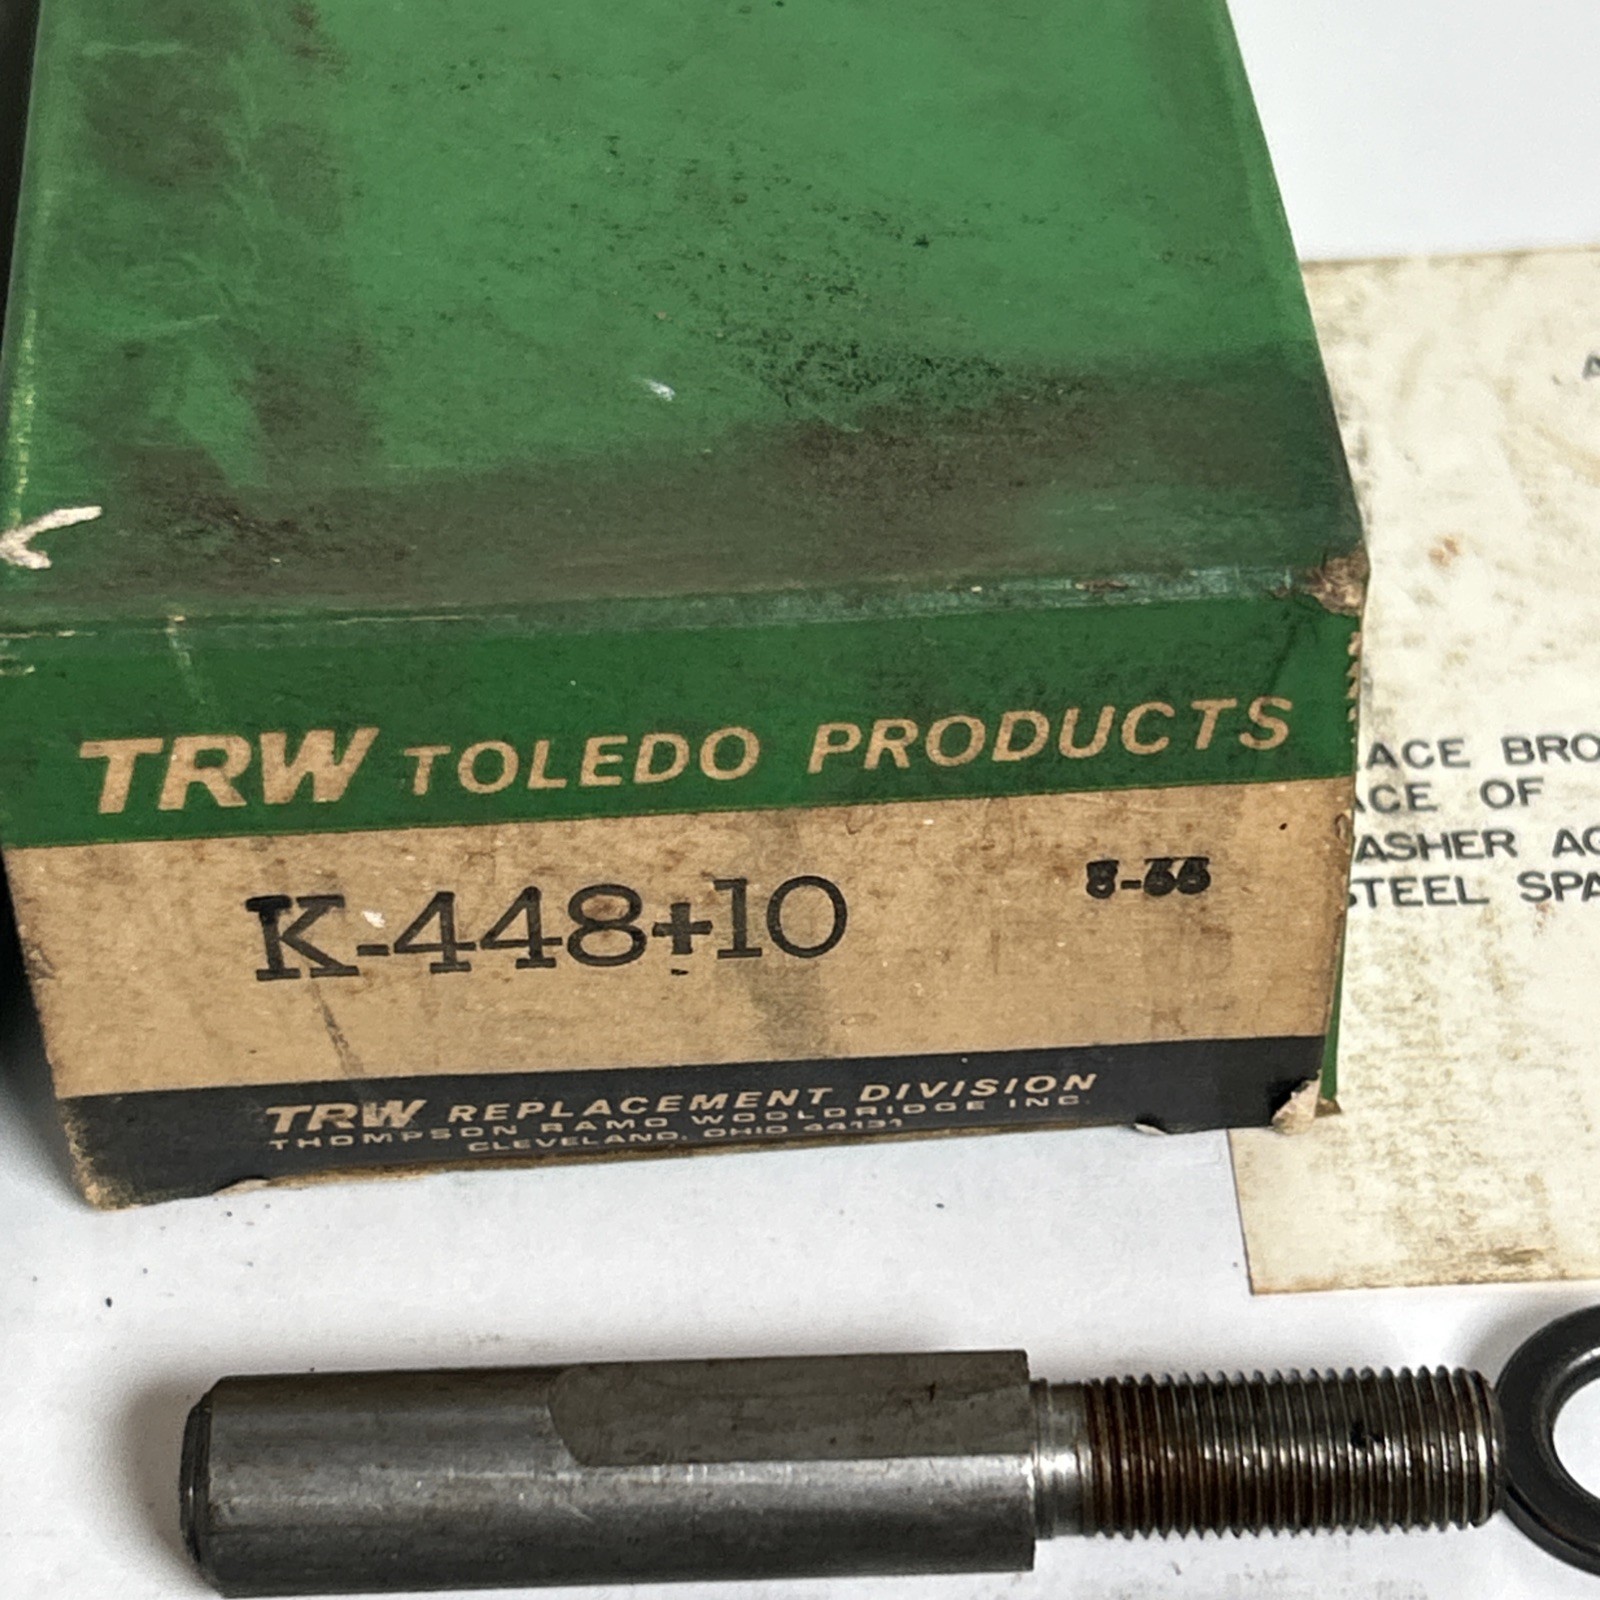 TRW TOLEDO PRODUCTS
K-448+10
TRW REPLACEMENT DIVISION
THOMPSON RAMO WOOLDRIDGE INC.
CLEVELAND, OHIO 44131
ACE BRO
ACE OF
ASHER AG
STEEL SPA